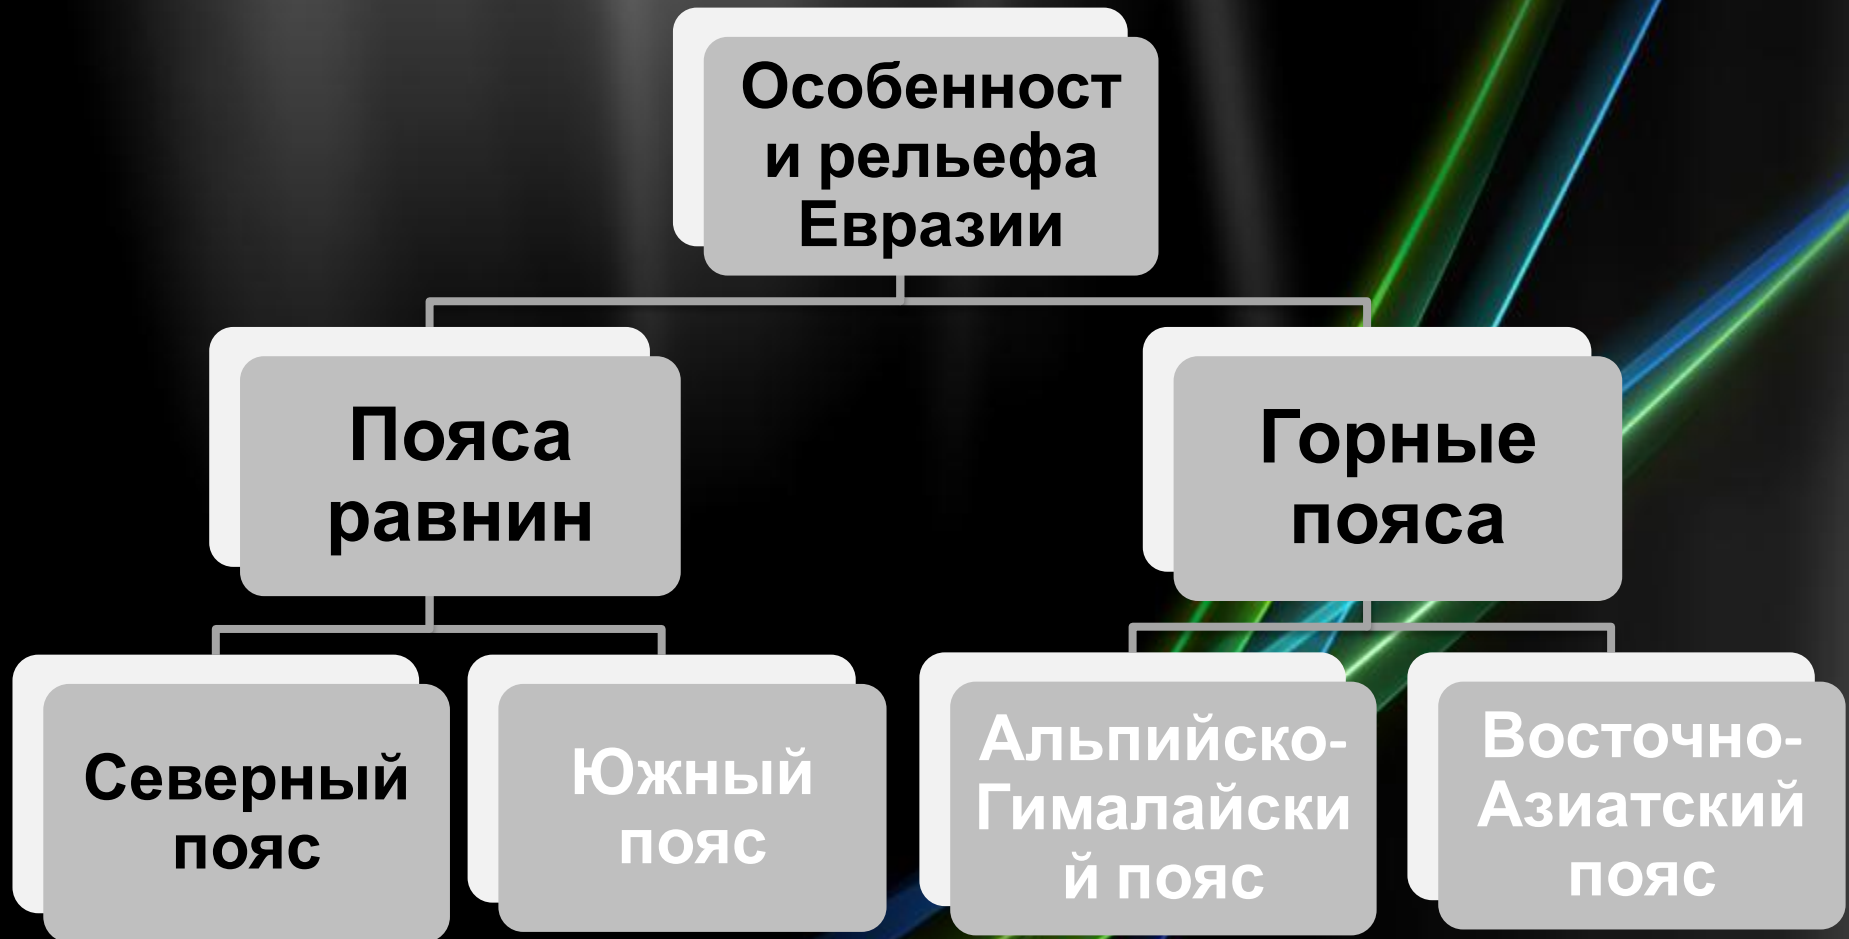 Особенност
и рельефа
Евразии
Пояса
равнин
Горные
пояса
Северный
пояс
Южный
пояс
Альпийско-
Гималайски
й пояс
Восточно-
Азиатский
пояс